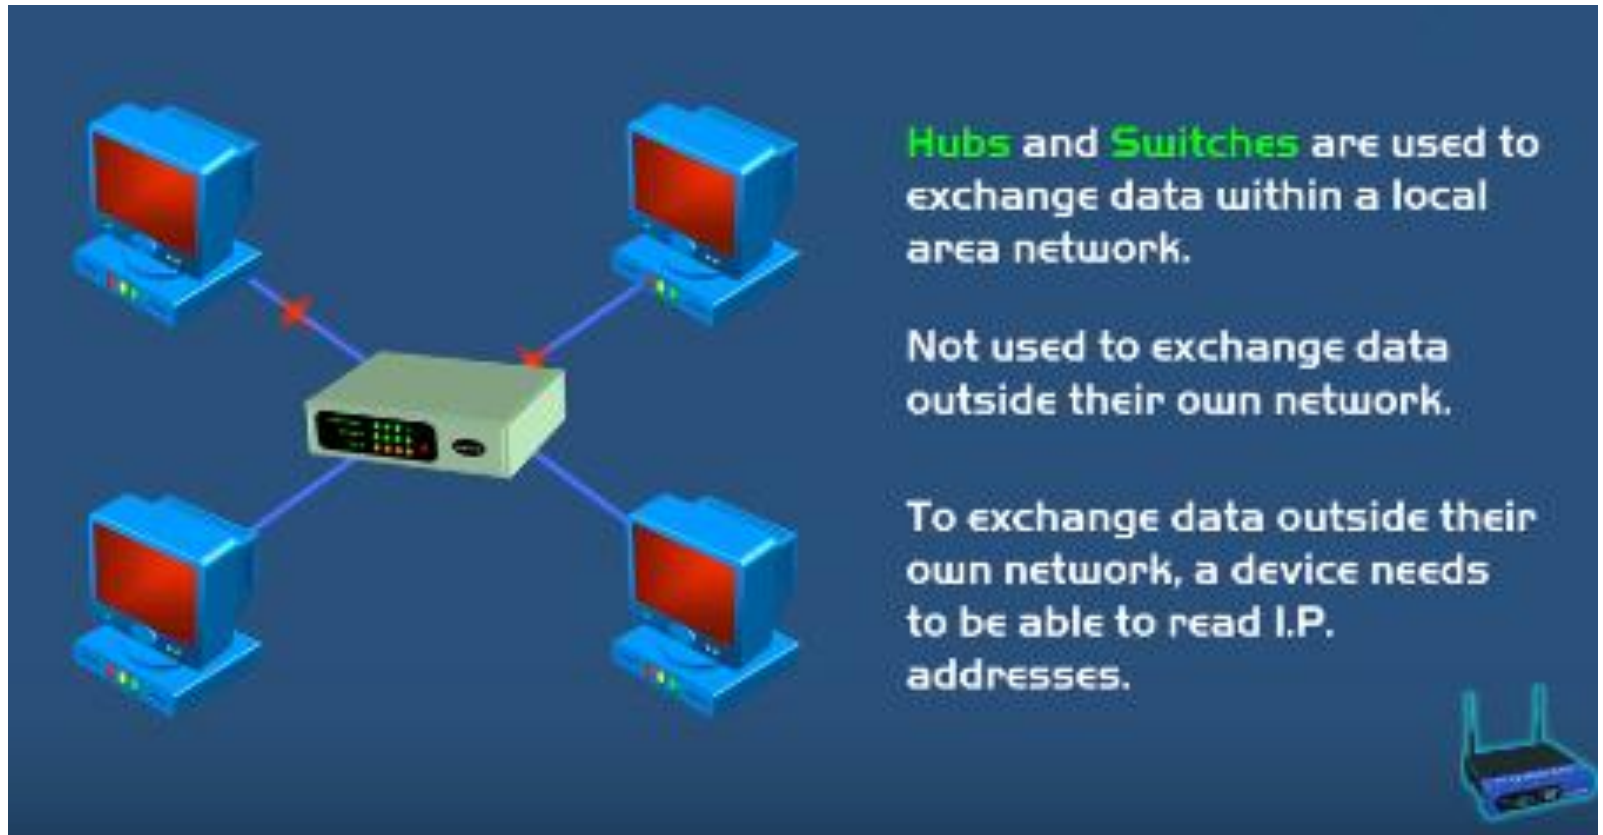 Hubs and Switches are used to
exchange data within a local
area network.
Not used to exchange data
outside their own network.
To exchange data outside their
own network, a device needs
to be able to read I.P.
addresses.